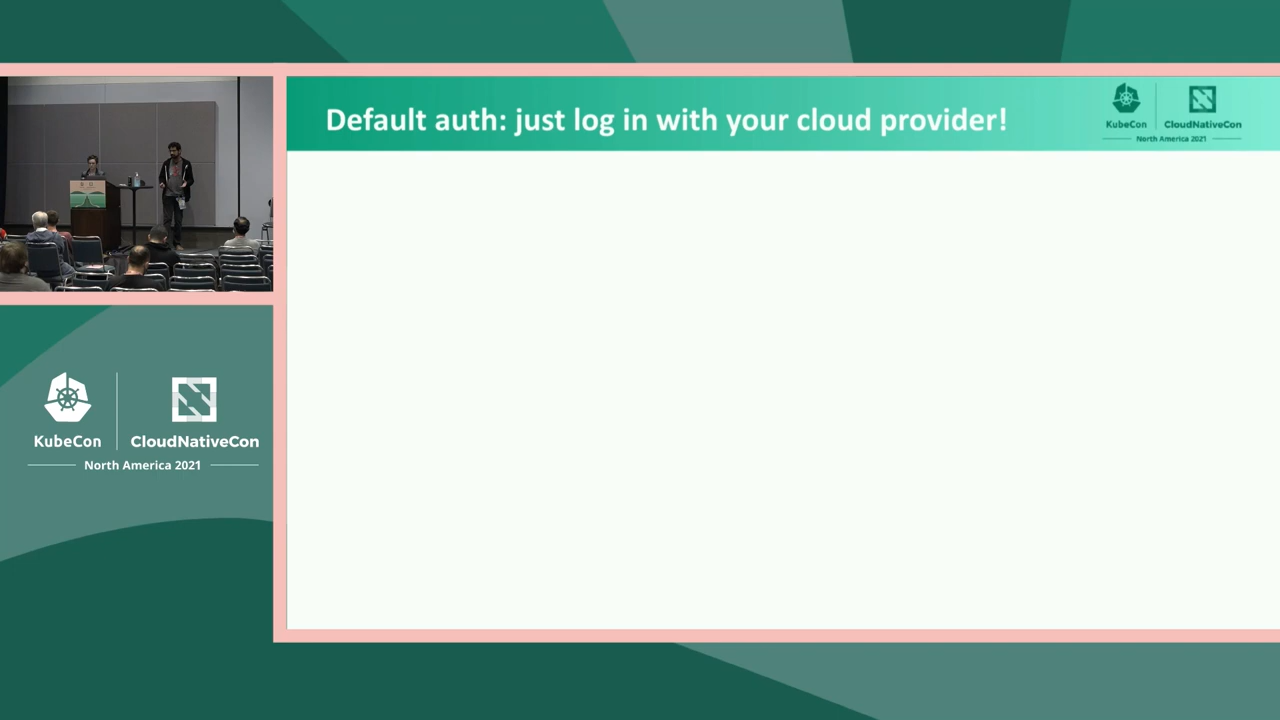 Default auth: just log in with your cloud provider!
KubeCon
CloudNativeCon
North America 2021
KubeCon
CloudNativeCon
North America 2021